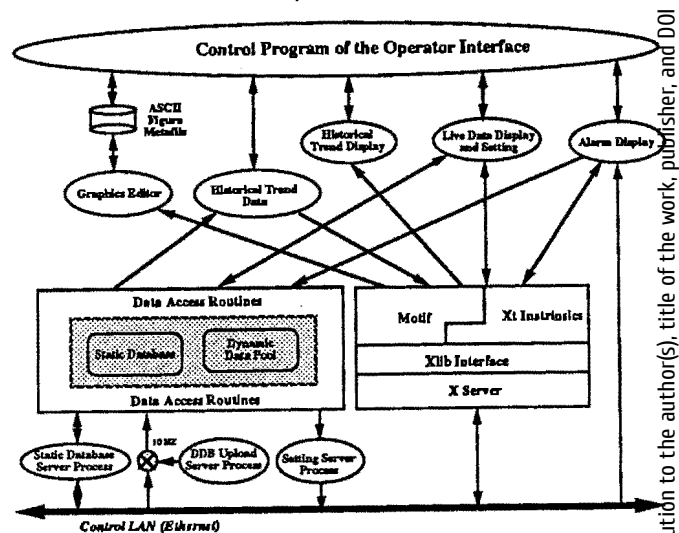 Control Program of the Operator Interface
ASCII
Figure
Metafile
Historical
Trend Display
Live Data Display
and Setting
Alarm Display
Graphics Editor
Historical Trend
Data
Data Access Routines
Static Database
Dynamic
Data Pool
Data Access Routines
Motif
Xt Instrinsics
Xlib Interface
X Server
Static Database
Server Process
10 HZ
DDB Upload
Server Process
Setting Server
Process
Control LAN (Ethernet)
ution to the author(s), title of the work, publisher, and DOI